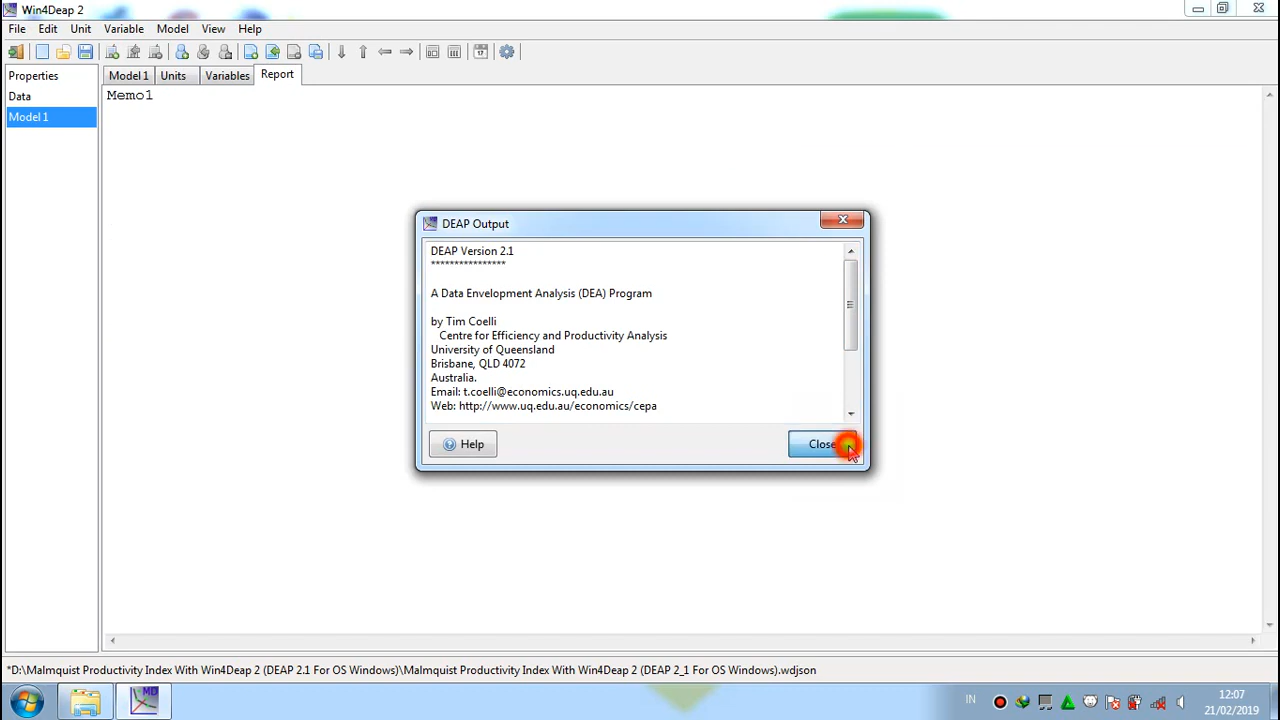 Win4Deap 2
File Edit Unit Variable Model View Help
Properties
Data
Model 1
Model 1 Units Variables Report
Memo1
DEAP Output
DEAP Version 2.1
****************
A Data Envelopment Analysis (DEA) Program
by Tim Coelli
Centre for Efficiency and Productivity Analysis
University of Queensland
Brisbane, QLD 4072
Australia.
Email: t.coelli@economics.uq.edu.au
Web: http://www.uq.edu.au/economics/cepa
Help
Close
*D:\Malmquist Productivity Index With Win4Deap 2 (DEAP 2.1 For OS Windows)\Malmquist Productivity Index With Win4Deap 2 (DEAP 2_1 For OS Windows).wdjson
MD
IN
12:07
21/02/2019